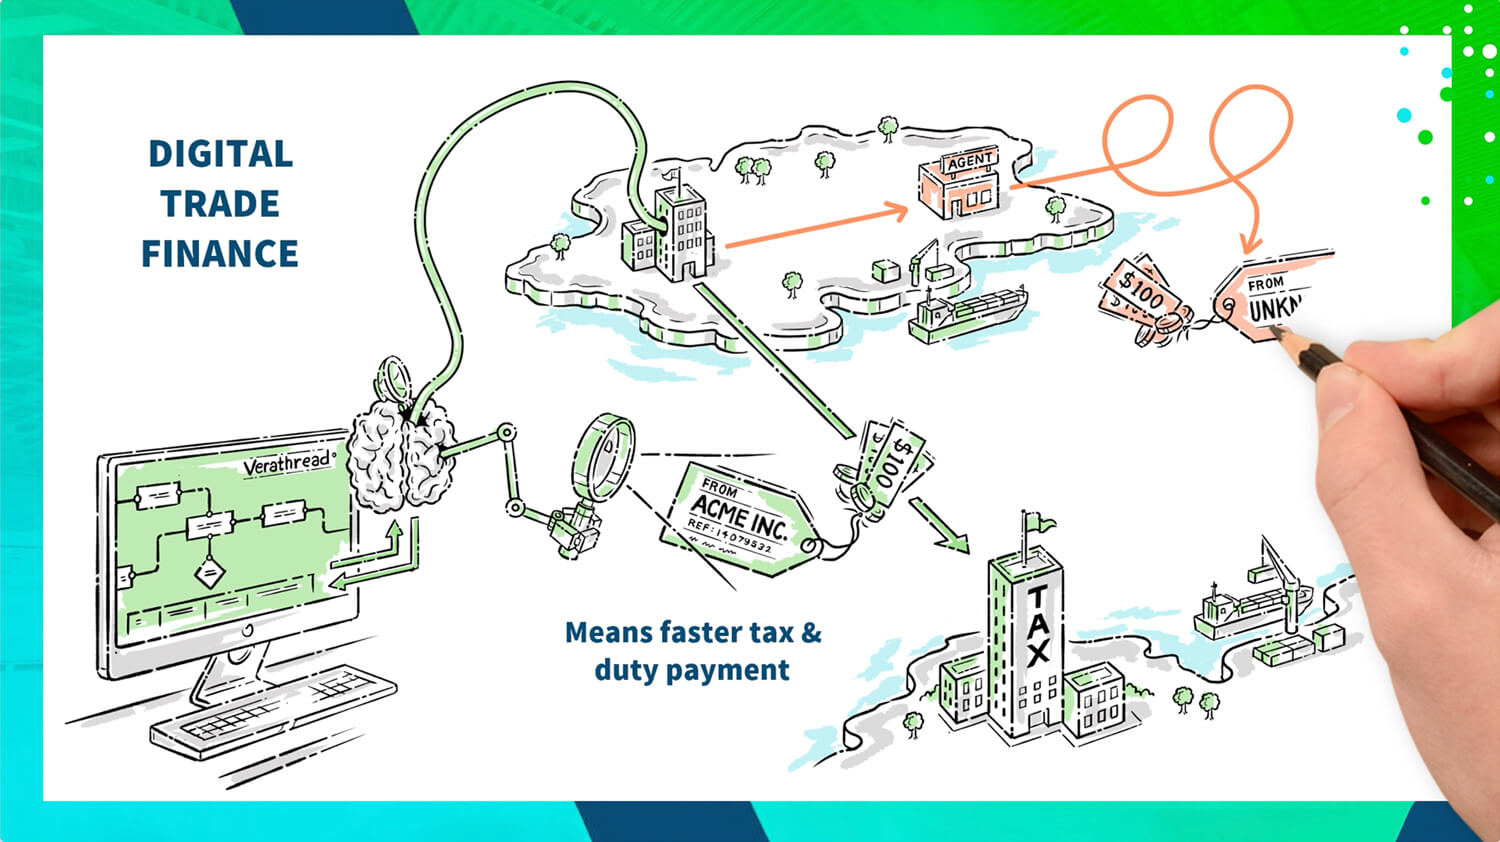 DIGITAL
TRADE
FINANCE
AGENT
$100
FROM
UNKN
Verathread
FROM
ACME INC.
REF: 14079532
$100
TAX
Means faster tax &
duty payment